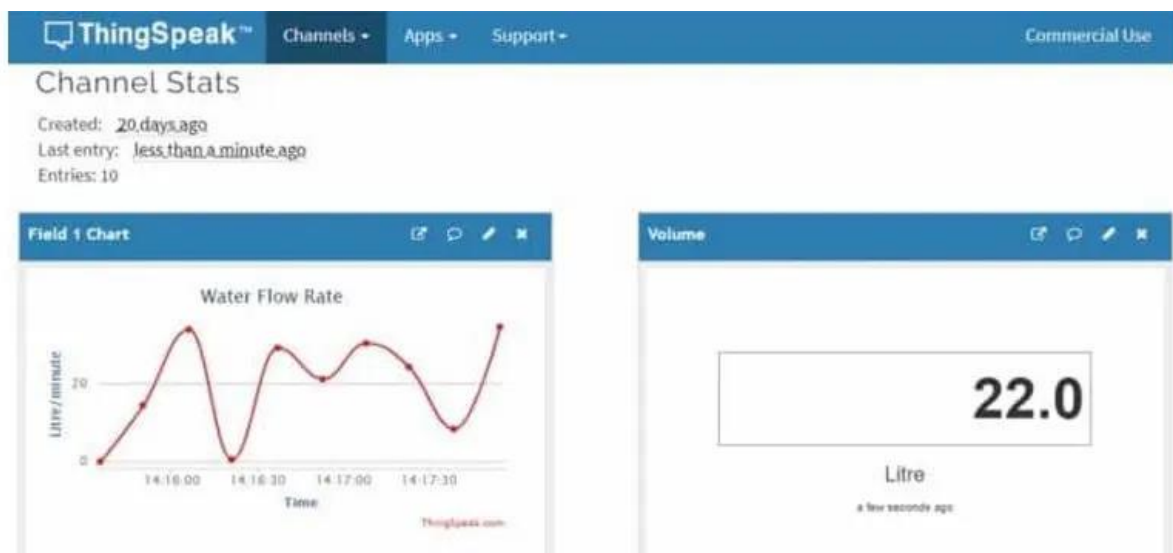 ThingSpeak™ Channels Apps Support Commercial Use
Channel Stats
Created: 20 days ago
Last entry: less than a minute ago
Entries: 10
Field 1 Chart
Water Flow Rate
Litre/minute
20
0
14:16:00 14:16:30 14:17:00 14:17:30
Time
ThingSpeak.com
Volume
22.0
Litre
a few seconds ago